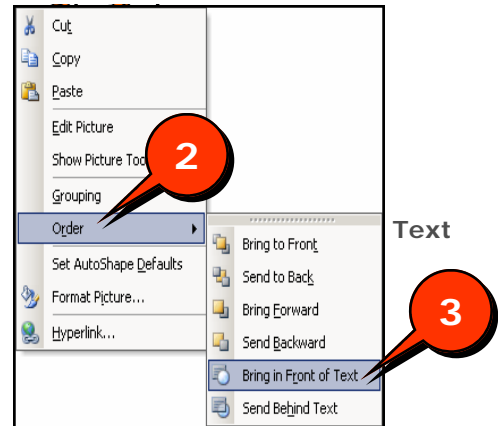 Cut
Copy
Paste
Edit Picture
Show Picture Too
2
Grouping
Order
Set AutoShape Defaults
Format Picture...
Hyperlink...
Text
Bring to Front
Send to Back
Bring Forward
3
Send Backward
Bring in Front of Text
Send Behind Text